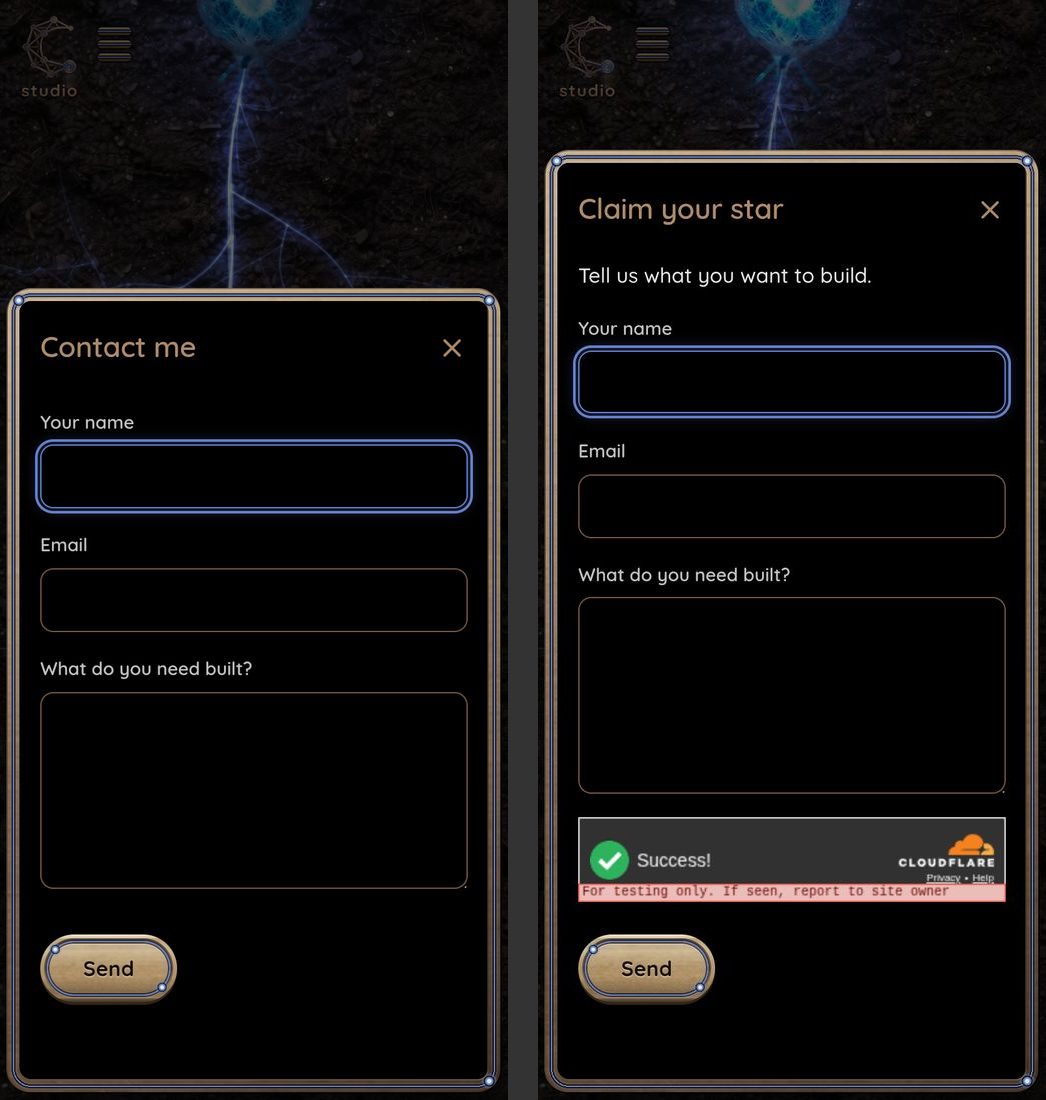 studio
Contact me
Your name
Email
What do you need built?
Send
studio
Claim your star
Tell us what you want to build.
Your name
Email
What do you need built?
Success!
CLOUDFLARE
Privacy • Help
For testing only. If seen, report to site owner
Send